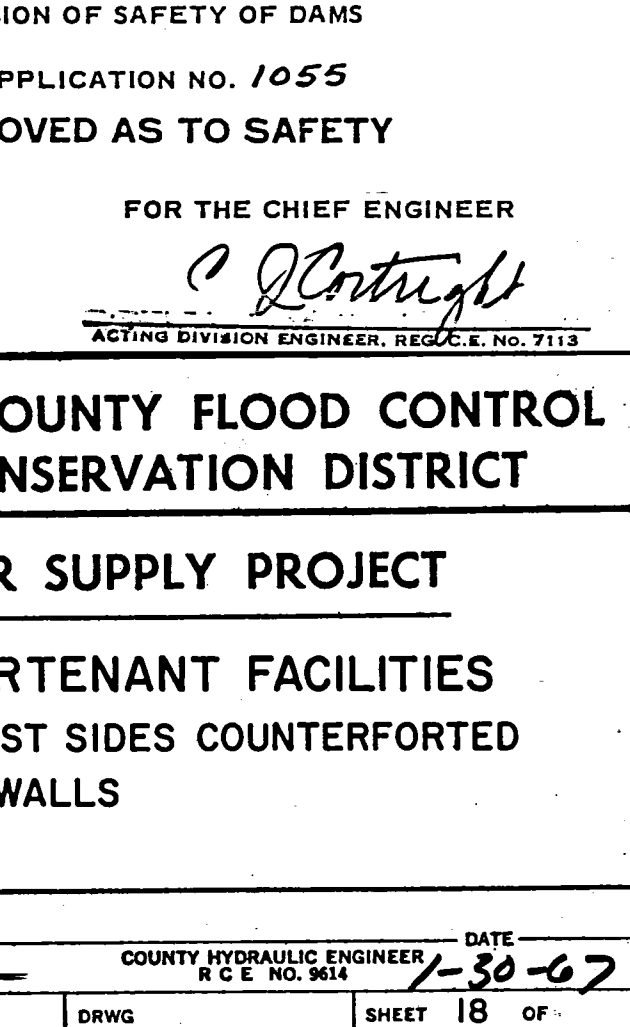 ION OF SAFETY OF DAMS
PPLICATION NO. 1055
OVED AS TO SAFETY
FOR THE CHIEF ENGINEER
C J Cortright
ACTING DIVISION ENGINEER, REG. C.E. No. 7113
OUNTY FLOOD CONTROL
NSERVATION DISTRICT
R SUPPLY PROJECT
RTENANT FACILITIES
ST SIDES COUNTERFORTED
WALLS
DATE
COUNTY HYDRAULIC ENGINEER 1-30-67
R C E NO. 9614
DRWG SHEET 18 OF